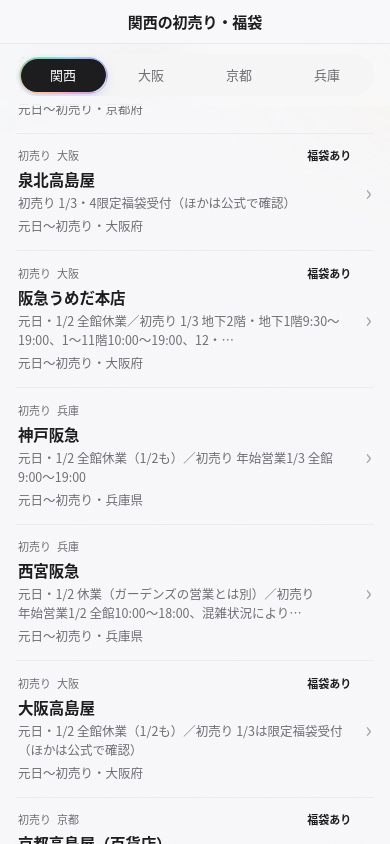 関西の初売り・福袋
関西
大阪
京都
兵庫
元日〜初売り・京都府
初売り 大阪
福袋あり
泉北高島屋
初売り 1/3・4限定福袋受付（ほかは公式で確認）
元日〜初売り・大阪府
初売り 大阪
福袋あり
阪急うめだ本店
元日・1/2 全館休業／初売り 1/3 地下2階・地下1階9:30〜
19:00、1〜11階10:00〜19:00、12・…
元日〜初売り・大阪府
初売り 兵庫
神戸阪急
元日・1/2 全館休業（1/2も）／初売り 年始営業1/3 全館
9:00〜19:00
元日〜初売り・兵庫県
初売り 兵庫
西宮阪急
元日・1/2 休業（ガーデンズの営業とは別）／初売り
年始営業1/2 全館10:00〜18:00、混雑状況により…
元日〜初売り・兵庫県
初売り 大阪
福袋あり
大阪高島屋
元日・1/2 全館休業（1/2も）／初売り 1/3は限定福袋受付
（ほかは公式で確認）
元日〜初売り・大阪府
初売り 京都
福袋あり
京都高島屋（百貨店）